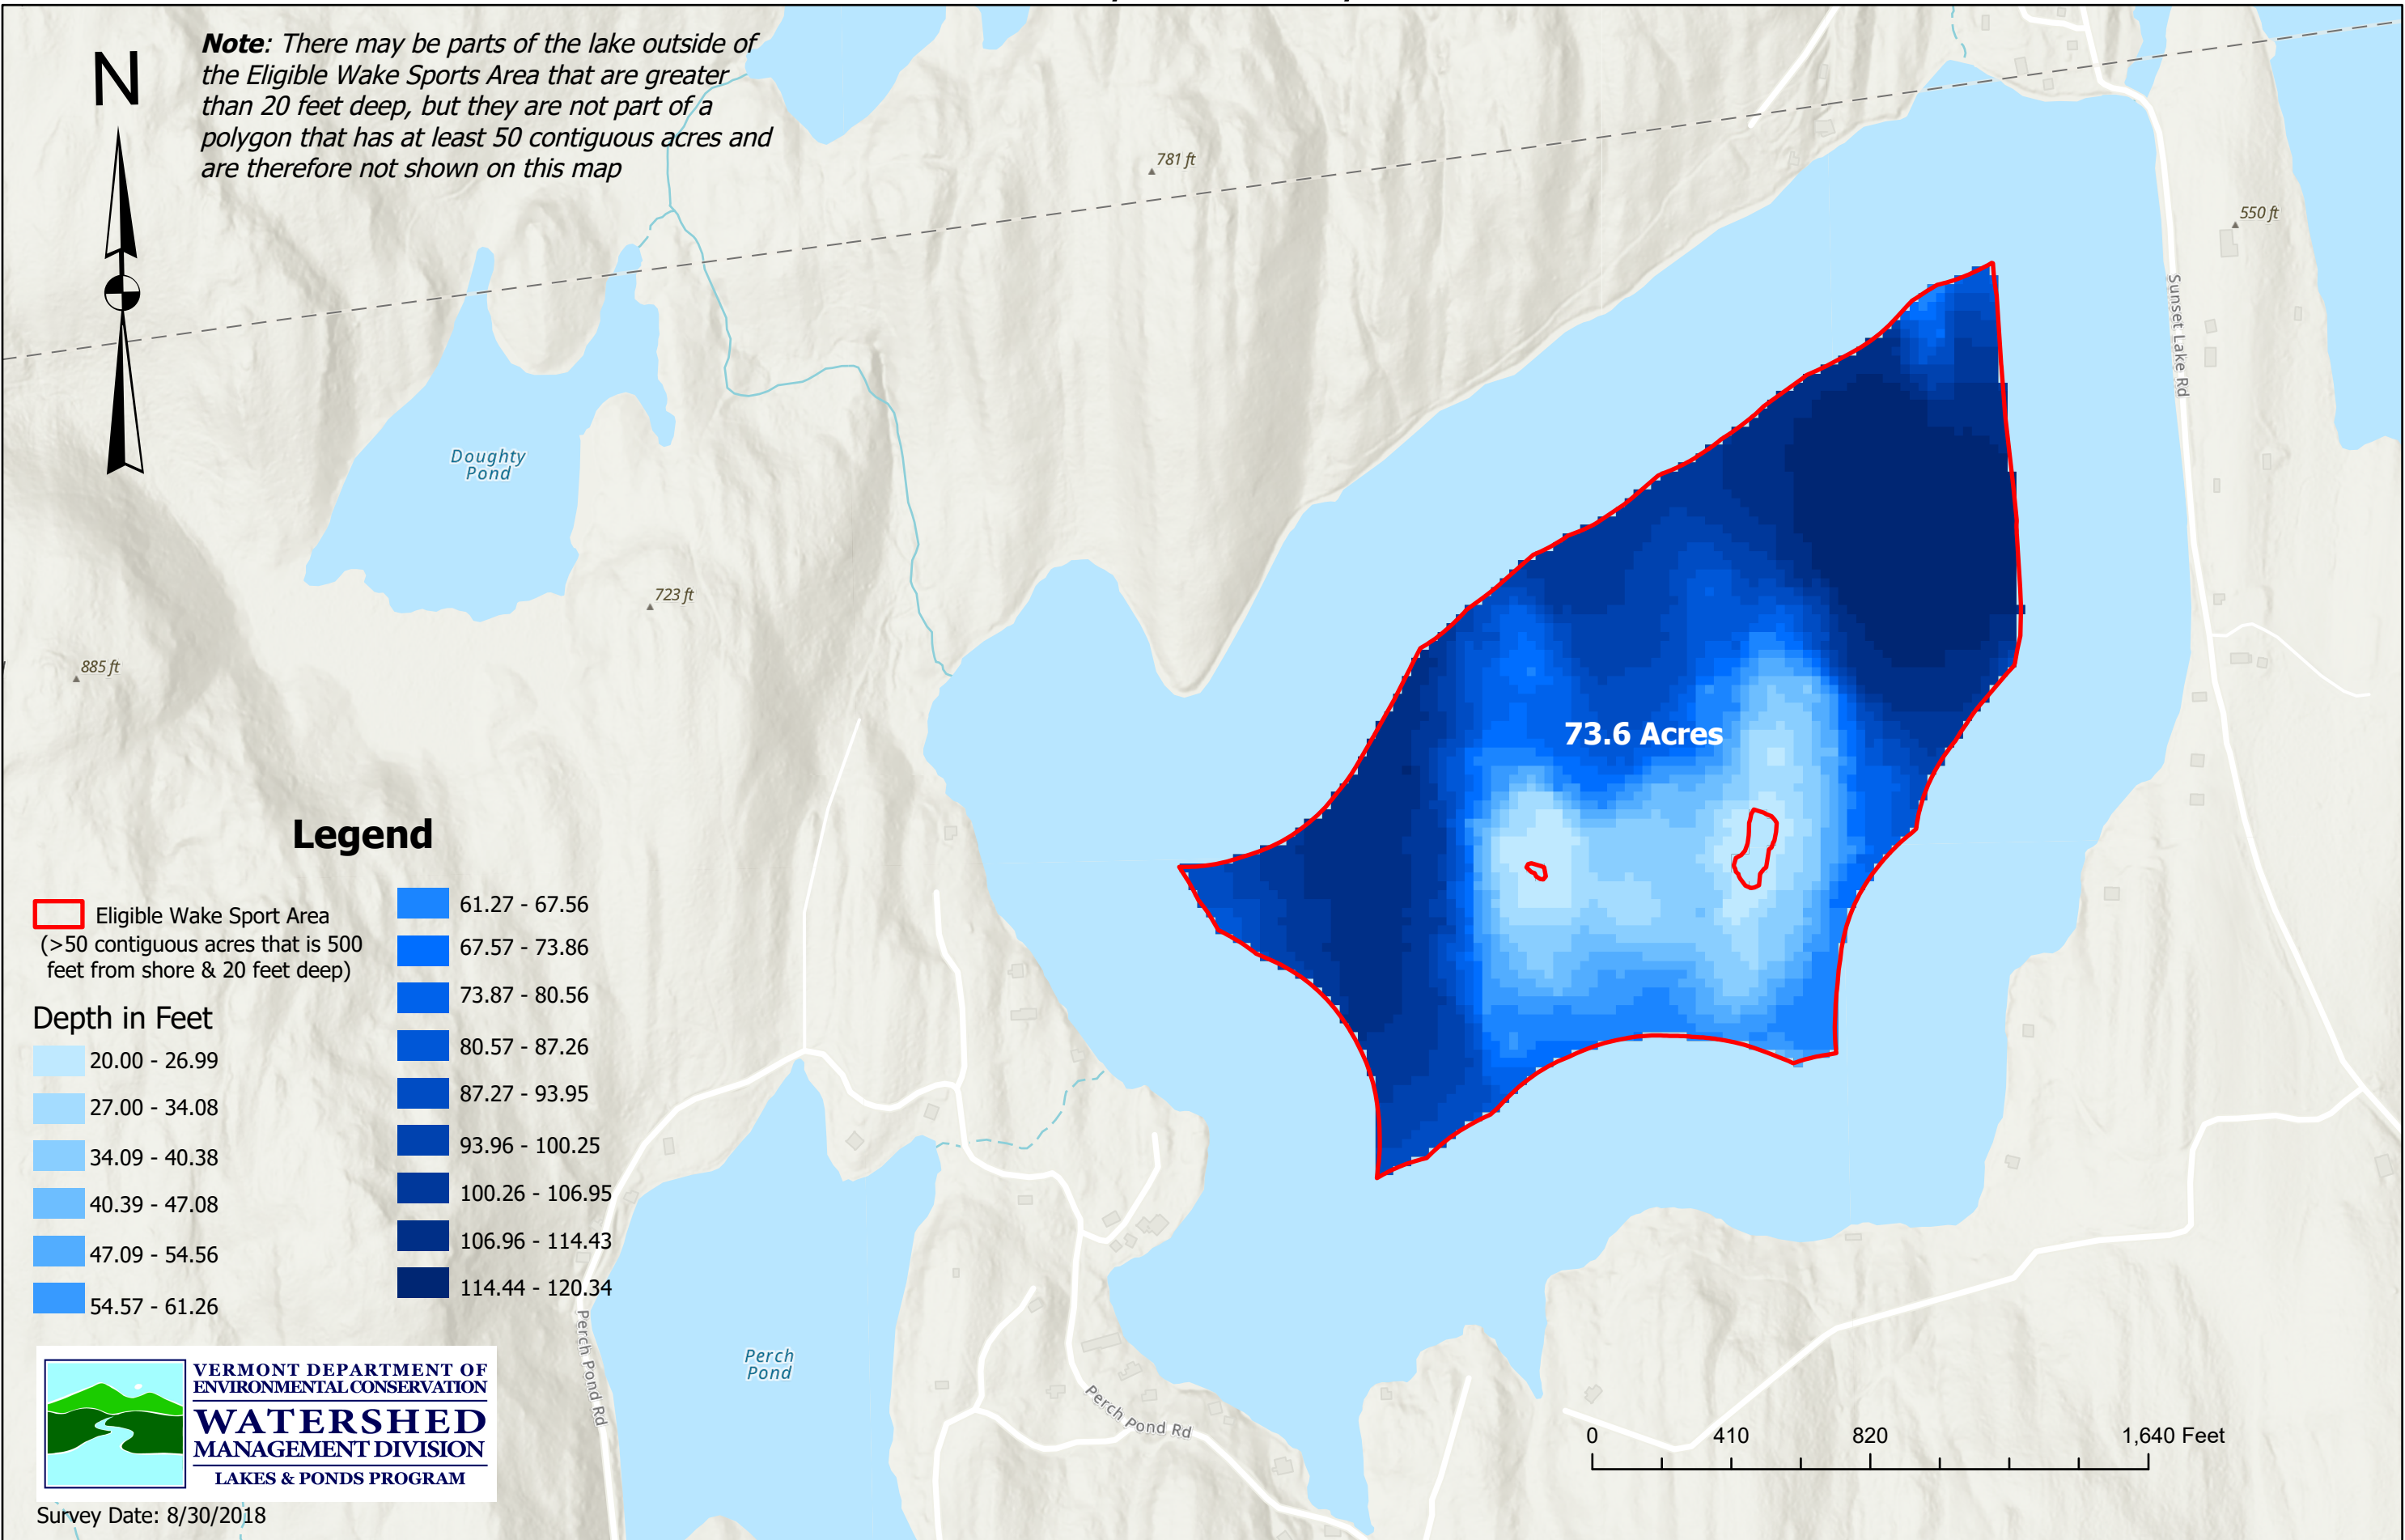 Note: There may be parts of the lake outside of
the Eligible Wake Sports Area that are greater
than 20 feet deep, but they are not part of a
polygon that has at least 50 contiguous acres and
are therefore not shown on this map
N
781 ft
550 ft
Sunset Lake Rd
Doughty
Pond
723 ft
885 ft
73.6 Acres
Legend
Eligible Wake Sport Area
(>50 contiguous acres that is 500
feet from shore & 20 feet deep)
Depth in Feet
20.00 - 26.99
27.00 - 34.08
34.09 - 40.38
40.39 - 47.08
47.09 - 54.56
54.57 - 61.26
61.27 - 67.56
67.57 - 73.86
73.87 - 80.56
80.57 - 87.26
87.27 - 93.95
93.96 - 100.25
100.26 - 106.95
106.96 - 114.43
114.44 - 120.34
Perch Pond Rd
Perch
Pond
Perch Pond Rd
0 410 820 1,640 Feet
VERMONT DEPARTMENT OF
ENVIRONMENTAL CONSERVATION
WATERSHED
MANAGEMENT DIVISION
LAKES & PONDS PROGRAM
Survey Date: 8/30/2018